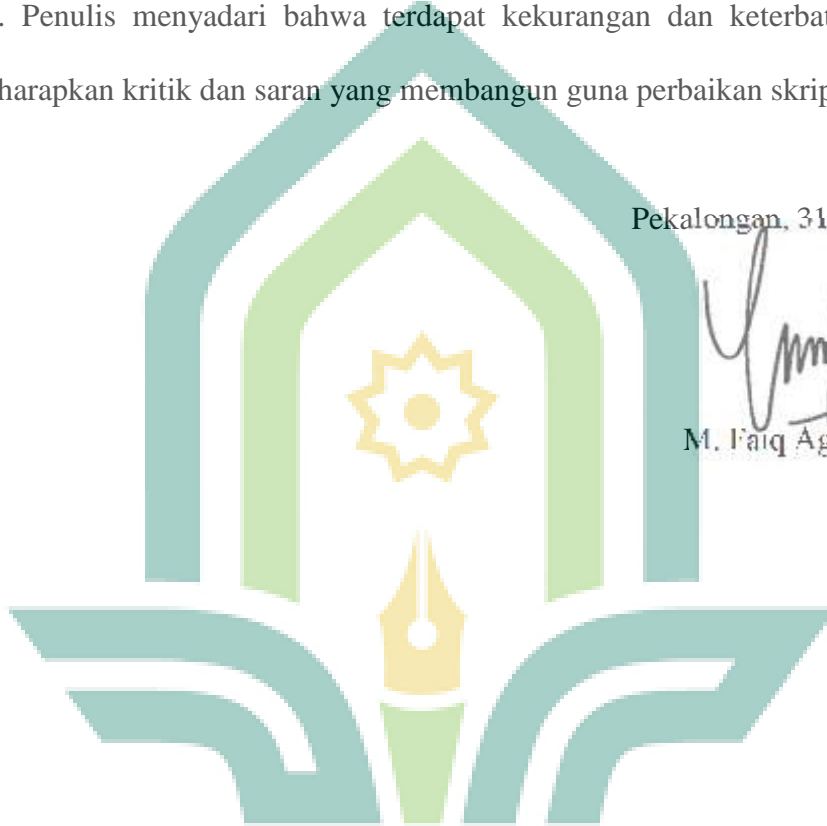 . Penulis menyadari bahwa terdapat kekurangan dan keterbat
harapkan kritik dan saran yang membangun guna perbaikan skrip
Pekalongan, 31
M. Faiq Ag